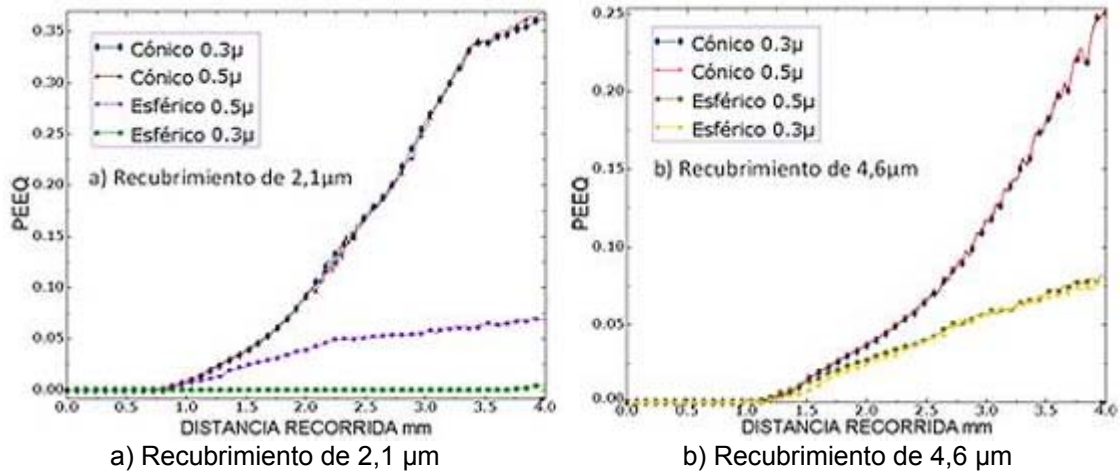 0.35
0.30
0.25
0.20
0.15
0.10
0.05
0.00
PEEQ
Cónico 0.3µ
Cónico 0.5µ
Esférico 0.5µ
Esférico 0.3µ
a) Recubrimiento de 2,1µm
0.0 0.5 1.0 1.5 2.0 2.5 3.0 3.5 4.0
DISTANCIA RECORRIDA mm
a) Recubrimiento de 2,1 µm
0.25
0.20
0.15
0.10
0.05
0.00
PEEQ
Cónico 0.3µ
Cónico 0.5µ
Esférico 0.5µ
Esférico 0.3µ
b) Recubrimiento de 4,6µm
0.0 0.5 1.0 1.5 2.0 2.5 3.0 3.5 4.0
DISTANCIA RECORRIDA mm
b) Recubrimiento de 4,6 µm